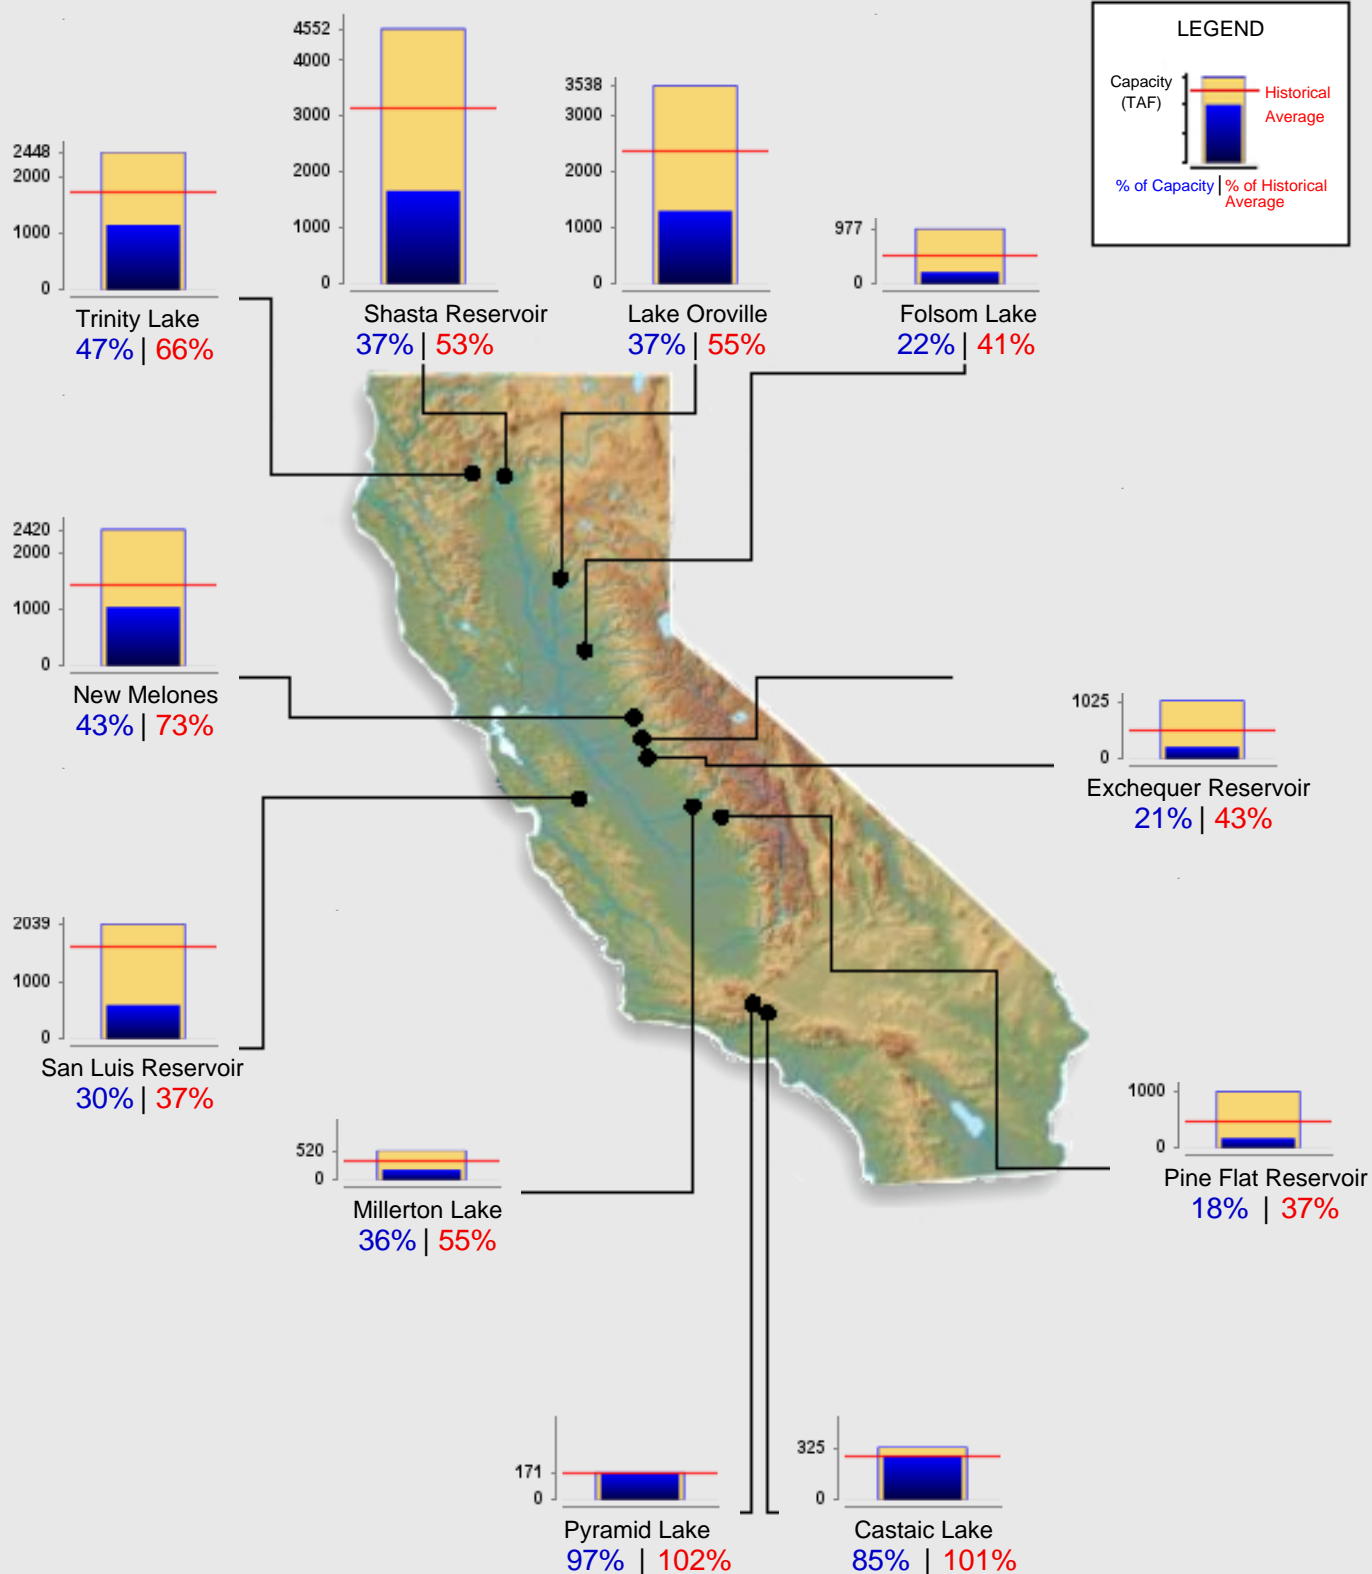 LEGEND
Capacity
(TAF)
Historical
Average
% of Capacity | % of Historical
Average
4552
4000
3000
2000
1000
0
Shasta Reservoir
37% | 53%
3538
3000
2000
1000
0
Lake Oroville
37% | 55%
2448
2000
1000
0
Trinity Lake
47% | 66%
977
0
Folsom Lake
22% | 41%
2420
2000
1000
0
New Melones
43% | 73%
1025
0
Exchequer Reservoir
21% | 43%
2039
1000
0
San Luis Reservoir
30% | 37%
520
0
Millerton Lake
36% | 55%
1000
0
Pine Flat Reservoir
18% | 37%
171
0
Pyramid Lake
97% | 102%
325
0
Castaic Lake
85% | 101%